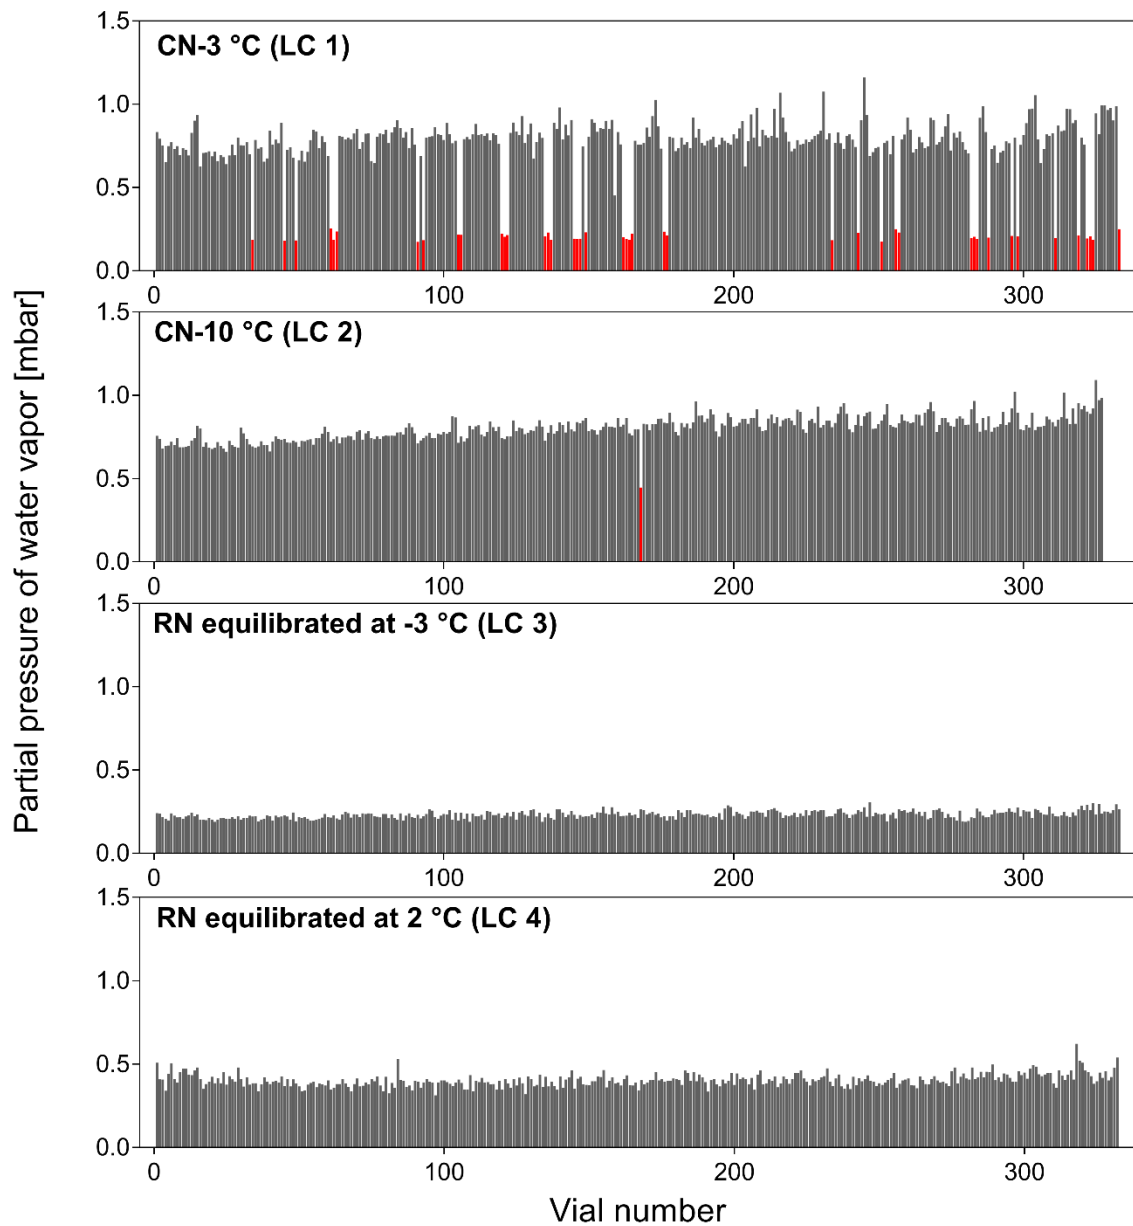 Partial pressure of water vapor [mbar]
1.5
CN-3 °C (LC 1)
1.0
0.5
0.0
0 100 200 300
1.5
CN-10 °C (LC 2)
1.0
0.5
0.0
0 100 200 300
1.5
RN equilibrated at -3 °C (LC 3)
1.0
0.5
0.0
0 100 200 300
1.5
RN equilibrated at 2 °C (LC 4)
1.0
0.5
0.0
0 100 200 300
Vial number